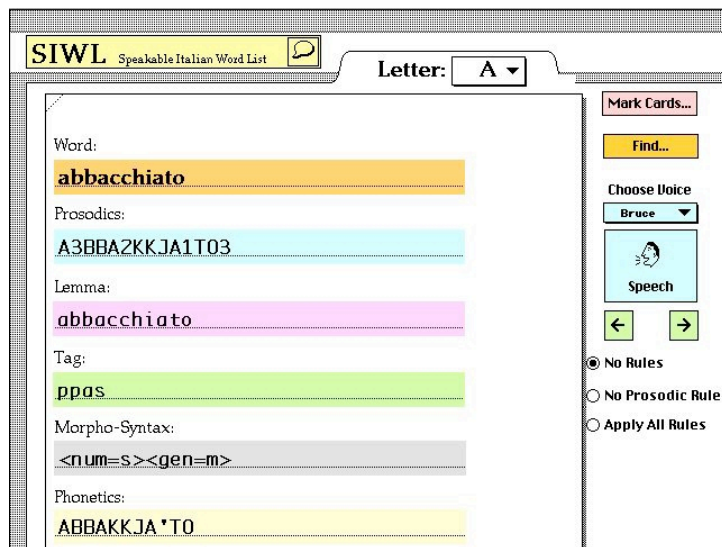 SIWL Speakable Italian Word List
Letter: A
Mark Cards...
Word:
Find...
abbacchiato
Choose Voice
Prosodics:
Bruce
A3BBA2KKJA1TO3
Lemma:
Speech
abbacchiato
Tag:
No Rules
ppas
No Prosodic Rule
Morpho-Syntax:
Apply All Rules
<num=s><gen=m>
Phonetics:
ABBAKKJA'TO